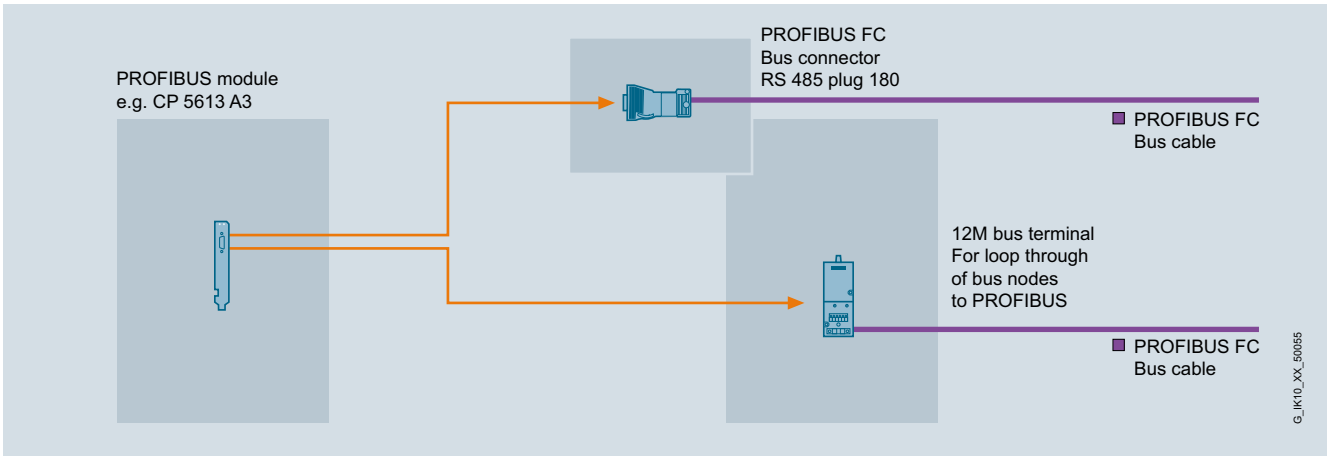 PROFIBUS module
e.g. CP 5613 A3
PROFIBUS FC
Bus connector
RS 485 plug 180
PROFIBUS FC
Bus cable
12M bus terminal
For loop through
of bus nodes
to PROFIBUS
PROFIBUS FC
Bus cable
G_IK10_XX_50055